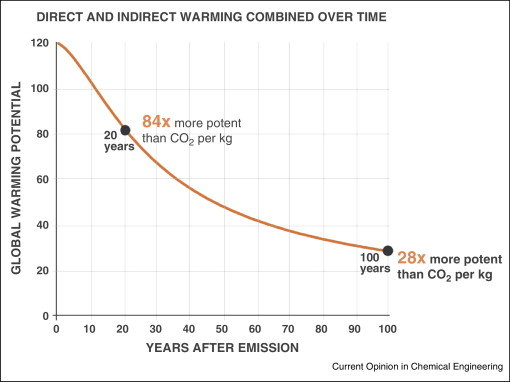 DIRECT AND INDIRECT WARMING COMBINED OVER TIME
120
100
80
60
40
20
0
GLOBAL WARMING POTENTIAL
20
years
84x more potent
than CO₂ per kg
100
years
28x more potent
than CO₂ per kg
0 10 20 30 40 50 60 70 80 90 100
YEARS AFTER EMISSION
Current Opinion in Chemical Engineering